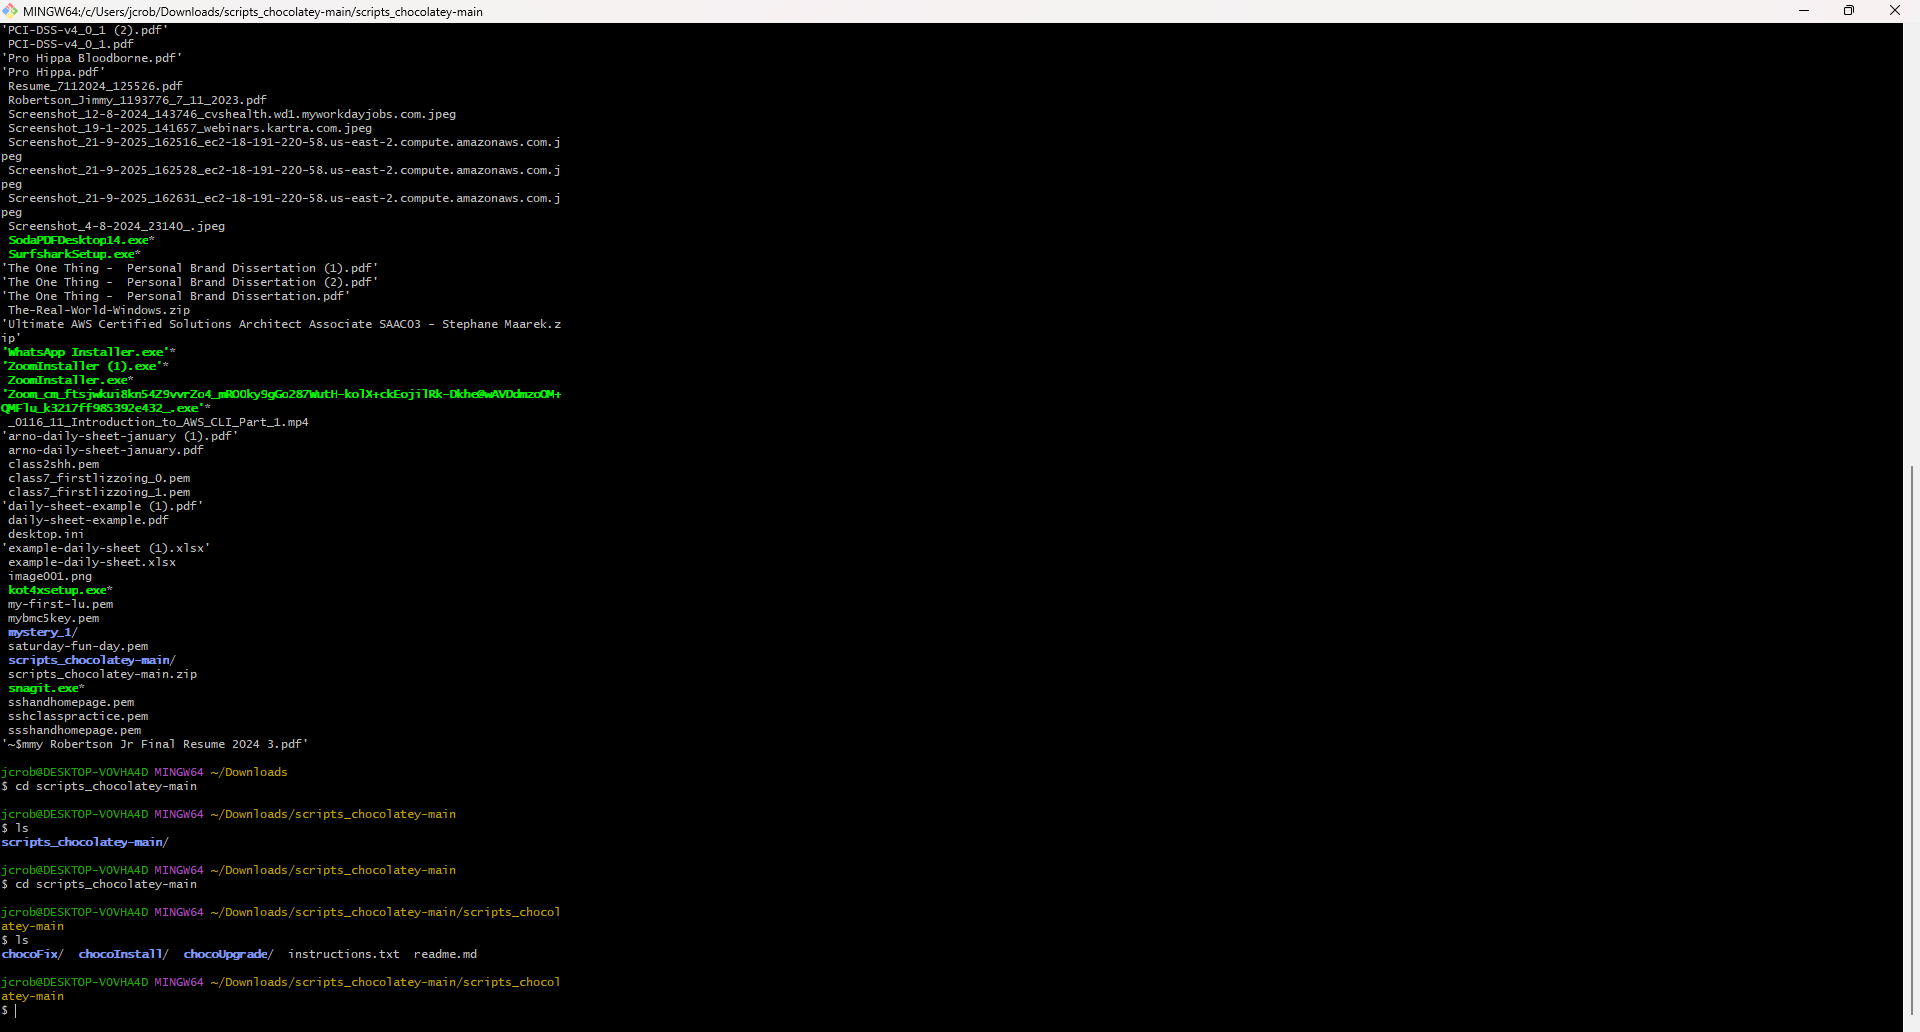 MINGW64:/c/Users/jcrob/Downloads/scripts_chocolatey-main/scripts_chocolatey-main
'PCI-DSS-v4_0_1 (2).pdf'
PCI-DSS-v4_0_1.pdf
'Pro Hippa Bloodborne.pdf'
'Pro Hippa.pdf'
Resume_7112024_125526.pdf
Robertson_Jimmy_1193776_7_11_2023.pdf
Screenshot_12-8-2024_143746_cvshealth.wd1.myworkdayjobs.com.jpeg
Screenshot_19-1-2025_141657_webinars.kartra.com.jpeg
Screenshot_21-9-2025_162516_ec2-18-191-220-58.us-east-2.compute.amazonaws.com.j
peg
Screenshot_21-9-2025_162528_ec2-18-191-220-58.us-east-2.compute.amazonaws.com.j
peg
Screenshot_21-9-2025_162631_ec2-18-191-220-58.us-east-2.compute.amazonaws.com.j
peg
Screenshot_4-8-2024_23140_.jpeg
SodaPDFDesktop14.exe*
SurfsharkSetup.exe*
'The One Thing -  Personal Brand Dissertation (1).pdf'
'The One Thing -  Personal Brand Dissertation (2).pdf'
'The One Thing -  Personal Brand Dissertation.pdf'
The-Real-World-Windows.zip
'Ultimate AWS Certified Solutions Architect Associate SAAC03 - Stephane Maarek.z
ip'
'WhatsApp Installer.exe'*
'ZoomInstaller (1).exe'*
ZoomInstaller.exe*
QMFlu_k3217ff985392e432_.exe'*
_0116_11_Introduction_to_AWS_CLI_Part_1.mp4
'arno-daily-sheet-january (1).pdf'
arno-daily-sheet-january.pdf
class2shh.pem
class7_firstlizzoing_0.pem
class7_firstlizzoing_1.pem
'daily-sheet-example (1).pdf'
daily-sheet-example.pdf
desktop.ini
'example-daily-sheet (1).xlsx'
example-daily-sheet.xlsx
image001.png
kot4xsetup.exe*
my-first-lu.pem
mybmc5key.pem
mystery_1/
saturday-fun-day.pem
scripts_chocolatey-main/
scripts_chocolatey-main.zip
snagit.exe*
sshandhomepage.pem
sshclasspractice.pem
ssshandhomepage.pem
'~$mmy Robertson Jr Final Resume 2024 3.pdf'
jcrob@DESKTOP-VOVHA4D MINGW64 ~/Downloads
$ cd scripts_chocolatey-main
jcrob@DESKTOP-VOVHA4D MINGW64 ~/Downloads/scripts_chocolatey-main
$ ls
scripts_chocolatey-main/
jcrob@DESKTOP-VOVHA4D MINGW64 ~/Downloads/scripts_chocolatey-main
$ cd scripts_chocolatey-main
jcrob@DESKTOP-VOVHA4D MINGW64 ~/Downloads/scripts_chocolatey-main/scripts_chocol
atey-main
$ ls
chocoFix/  chocoInstall/  chocoUpgrade/  instructions.txt  readme.md
jcrob@DESKTOP-VOVHA4D MINGW64 ~/Downloads/scripts_chocolatey-main/scripts_chocol
atey-main
$